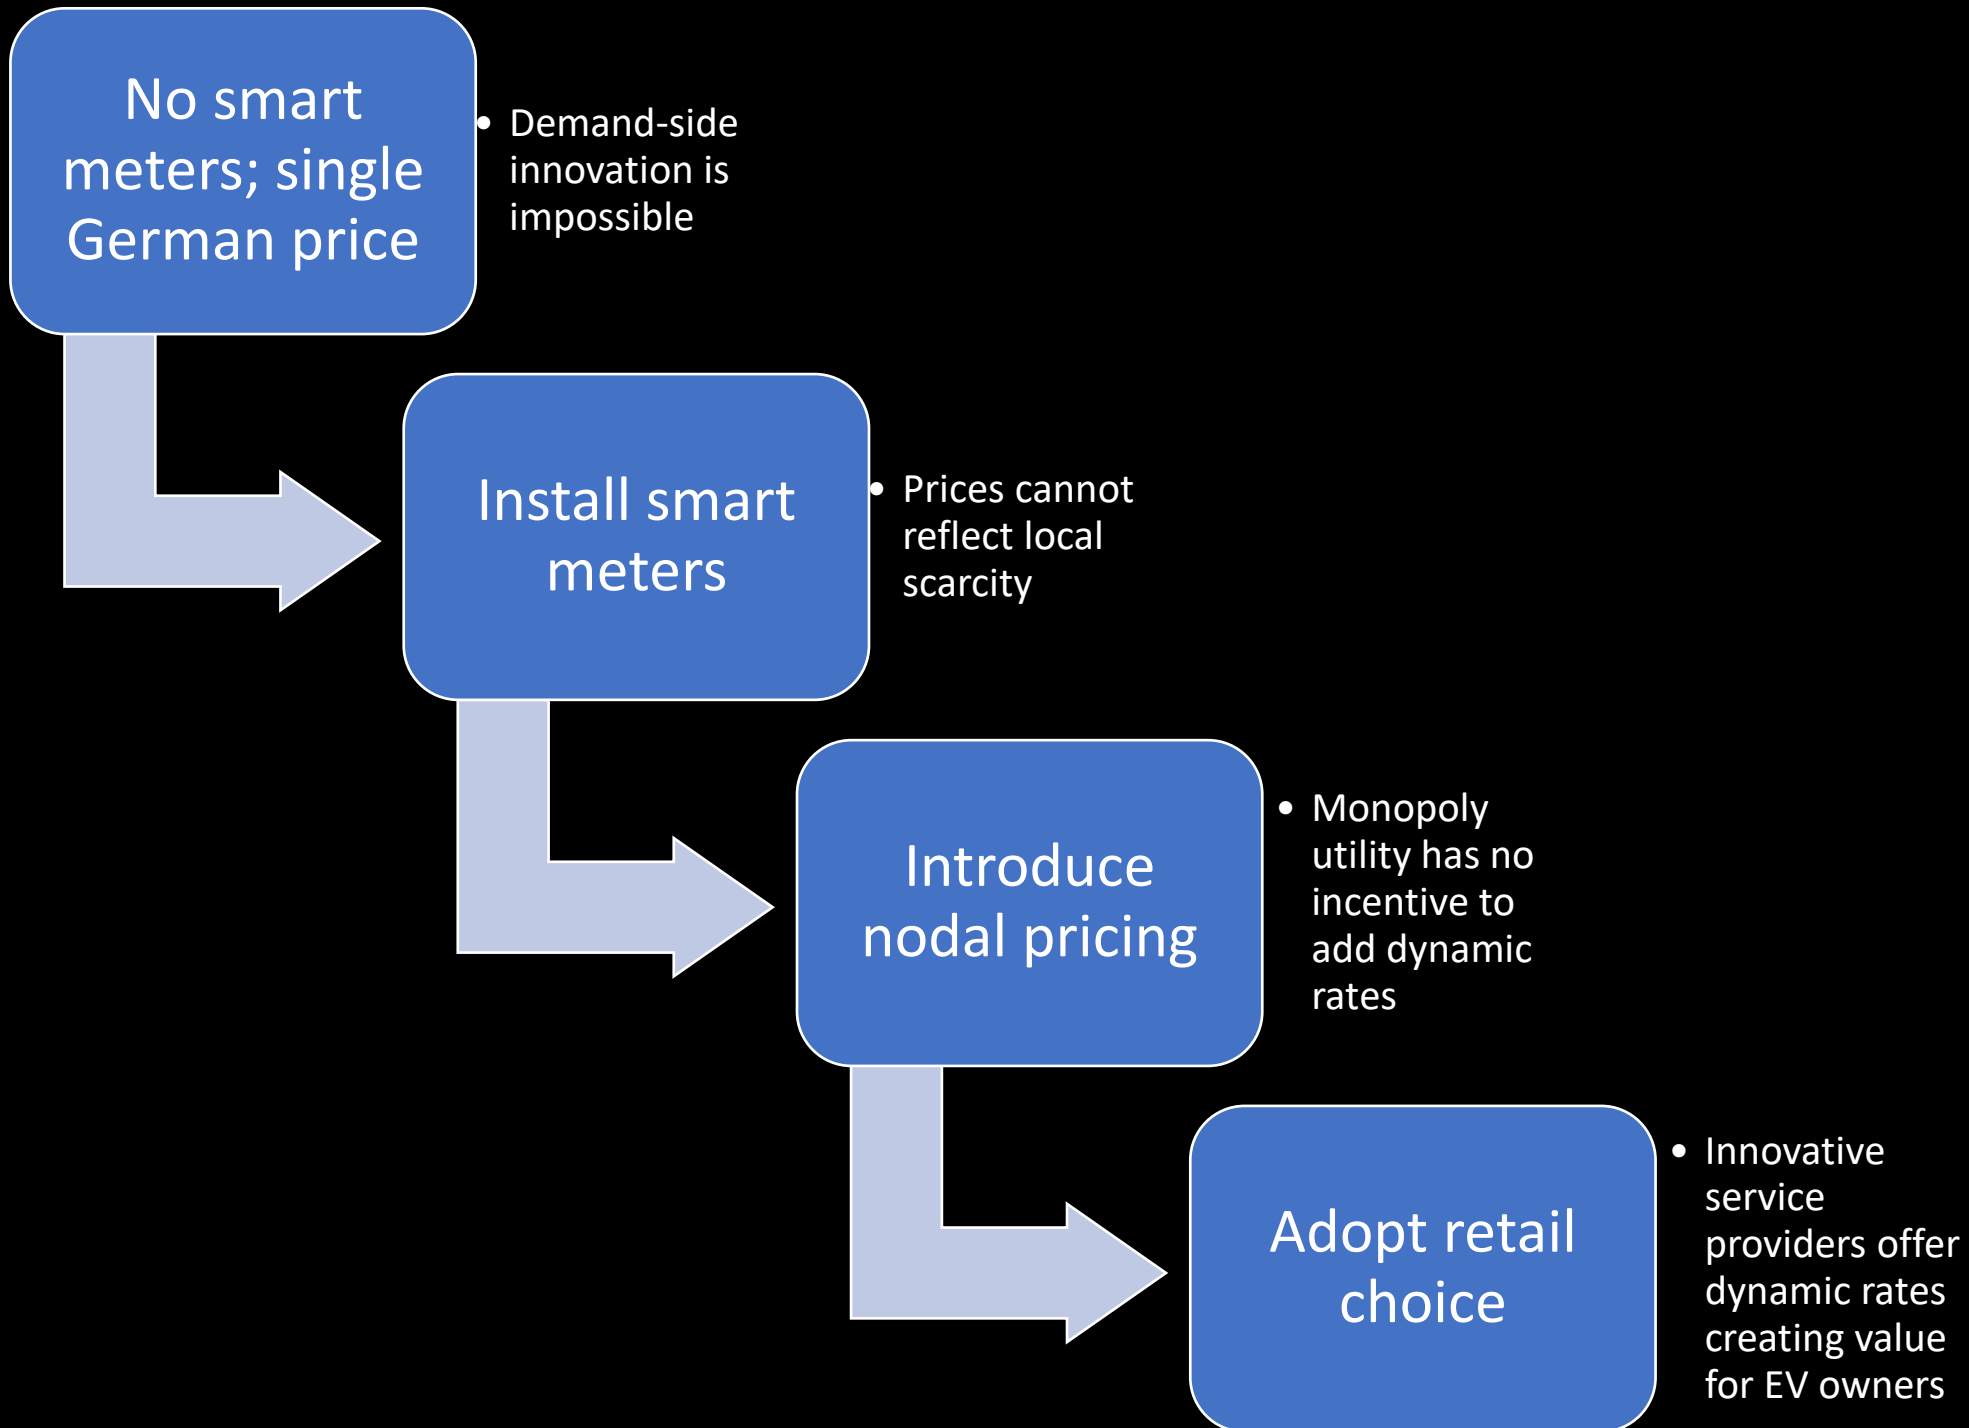 No smart
meters; single
German price
• Demand-side
innovation is
impossible
Install smart
meters
• Prices cannot
reflect local
scarcity
Introduce
nodal pricing
• Monopoly
utility has no
incentive to
add dynamic
rates
Adopt retail
choice
• Innovative
service
providers offer
dynamic rates
creating value
for EV owners